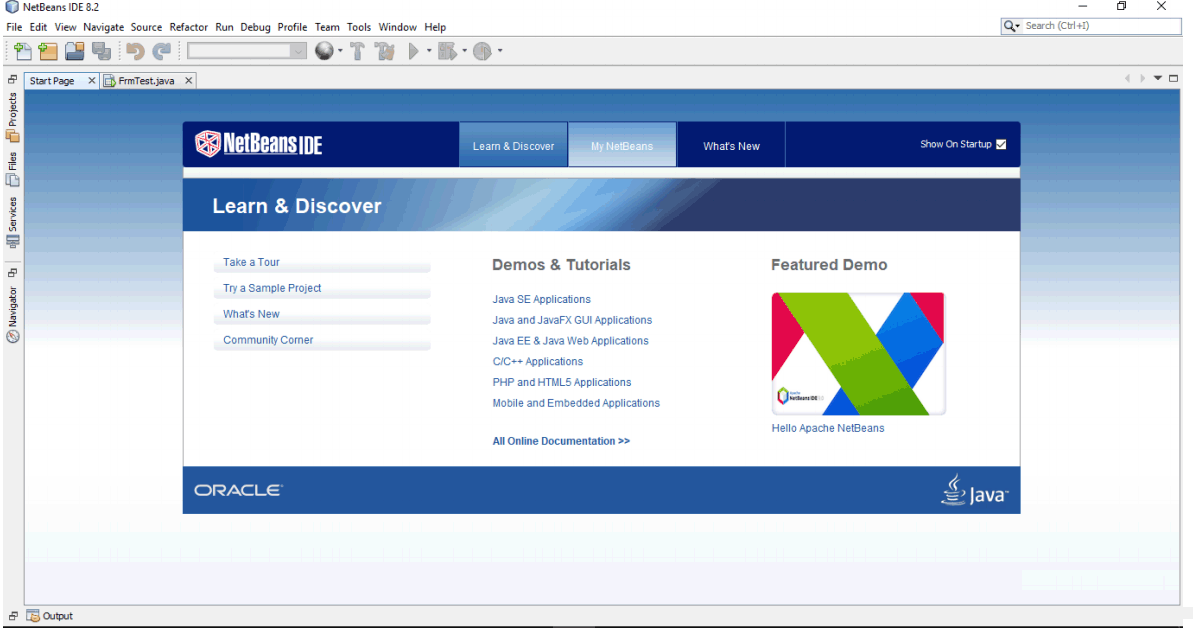 NetBeans IDE 8.2
File Edit View Navigate Source Refactor Run Debug Profile Team Tools Window Help
Search (Ctrl+I)
Start Page
FrmTest.java
Projects
Files
Services
Navigator
NetBeans IDE
Learn & Discover
My NetBeans
What's New
Show On Startup
Learn & Discover
Take a Tour
Try a Sample Project
What's New
Community Corner
Demos & Tutorials
Java SE Applications
Java and JavaFX GUI Applications
Java EE & Java Web Applications
C/C++ Applications
PHP and HTML5 Applications
Mobile and Embedded Applications
All Online Documentation >>
Featured Demo
Apache
NetBeans IDE
Hello Apache NetBeans
ORACLE
Java
Output